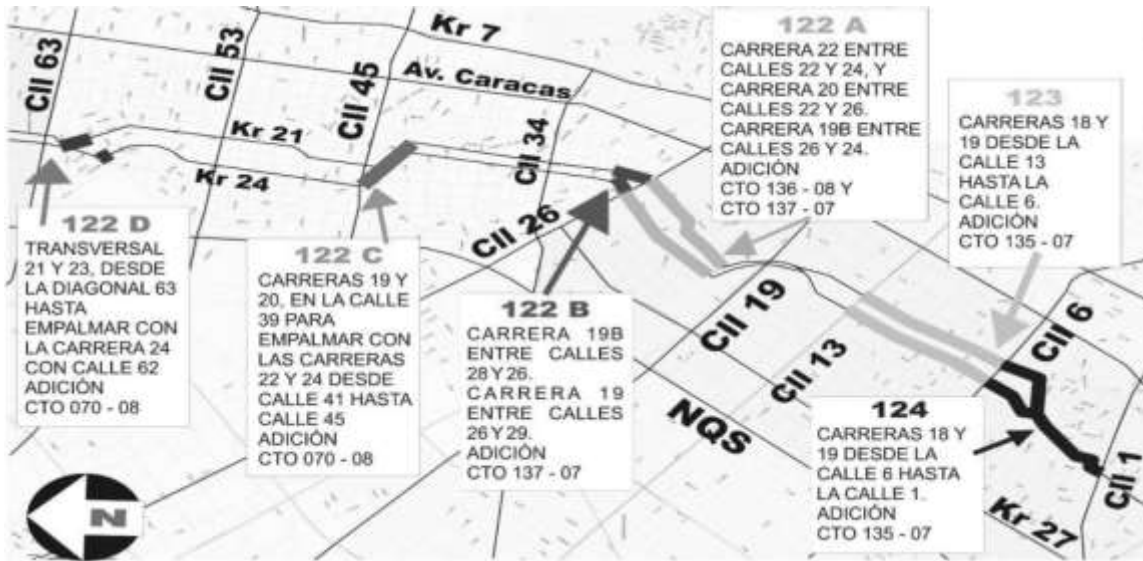 Kr 7
Cll 63
Cll 53
Cll 45
Av. Caracas
Cll 34
Kr 21
Kr 24
Cll 26
Cll 19
Cll 13
Cll 6
Cll 1
NQS
Kr 27
122 A
CARRERA 22 ENTRE
CALLES 22 Y 24, Y
CARRERA 20 ENTRE
CALLES 22 Y 26.
CARRERA 19B ENTRE
CALLES 26 Y 24.
ADICIÓN
CTO 136 - 08 Y
CTO 137 - 07
123
CARRERAS 18 Y
19 DESDE LA
CALLE 13
HASTA LA
CALLE 6.
ADICIÓN
CTO 135 - 07
122 D
TRANSVERSAL
21 Y 23, DESDE
LA DIAGONAL 63
HASTA
EMPALMAR CON
LA CARRERA 24
CON CALLE 62
ADICIÓN
CTO 070 - 08
122 C
CARRERAS 19 Y
20, EN LA CALLE
39 PARA
EMPALMAR CON
LAS CARRERAS
22 Y 24 DESDE
CALLE 41 HASTA
CALLE 45
ADICIÓN
CTO 070 - 08
122 B
CARRERA 19B
ENTRE CALLES
28 Y 26.
CARRERA 19
ENTRE CALLES
26 Y 29.
ADICIÓN
CTO 137 - 07
124
CARRERAS 18 Y
19 DESDE LA
CALLE 6 HASTA
LA CALLE 1.
ADICIÓN
CTO 135 - 07
N